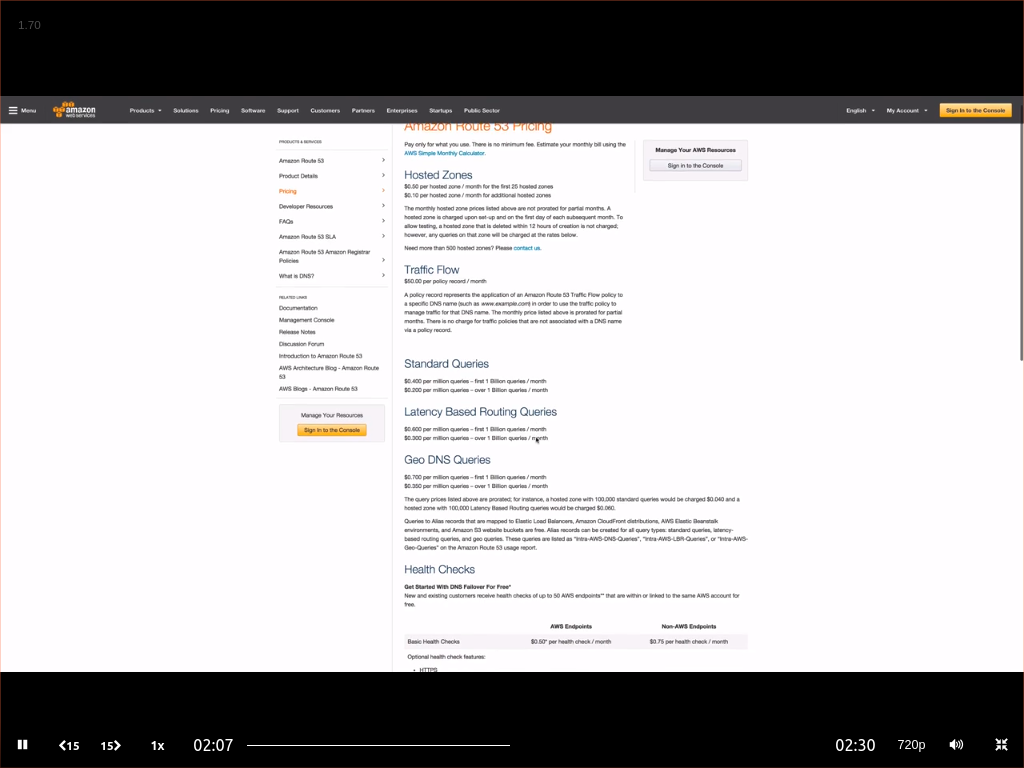 1.70
Menu
amazon
web services
Products
Solutions
Pricing
Software
Support
Customers
Partners
Enterprises
Startups
Public Sector
English
My Account
Sign In to the Console
PRODUCTS & SERVICES
Amazon Route 53
Product Details
Pricing
Developer Resources
FAQs
Amazon Route 53 SLA
Amazon Route 53 Amazon Registrar
Policies
What is DNS?
RELATED LINKS
Documentation
Management Console
Release Notes
Discussion Forum
Introduction to Amazon Route 53
AWS Architecture Blog - Amazon Route
53
AWS Blogs - Amazon Route 53
Manage Your Resources
Sign In to the Console
Amazon Route 53 Pricing
Pay only for what you use. There is no minimum fee. Estimate your monthly bill using the
AWS Simple Monthly Calculator.
Hosted Zones
$0.50 per hosted zone / month for the first 25 hosted zones
$0.10 per hosted zone / month for additional hosted zones
The monthly hosted zone prices listed above are not prorated for partial months. A
hosted zone is charged upon set-up and on the first day of each subsequent month. To
allow testing, a hosted zone that is deleted within 12 hours of creation is not charged;
however, any queries on that zone will be charged at the rates below.
Need more than 500 hosted zones? Please contact us.
Traffic Flow
$50.00 per policy record / month
A policy record represents the application of an Amazon Route 53 Traffic Flow policy to
a specific DNS name (such as www.example.com) in order to use the traffic policy to
manage traffic for that DNS name. The monthly price listed above is prorated for partial
months. There is no charge for traffic policies that are not associated with a DNS name
via a policy record.
Standard Queries
$0.400 per million queries – first 1 Billion queries / month
$0.200 per million queries – over 1 Billion queries / month
Latency Based Routing Queries
$0.600 per million queries – first 1 Billion queries / month
$0.300 per million queries – over 1 Billion queries / month
Geo DNS Queries
$0.700 per million queries – first 1 Billion queries / month
$0.350 per million queries – over 1 Billion queries / month
The query prices listed above are prorated; for instance, a hosted zone with 100,000 standard queries would be charged $0.040 and a
hosted zone with 100,000 Latency Based Routing queries would be charged $0.060.
Queries to Alias records that are mapped to Elastic Load Balancers, Amazon CloudFront distributions, AWS Elastic Beanstalk
environments, and Amazon S3 website buckets are free. Alias records can be created for all query types: standard queries, latency-
based routing queries, and geo queries. These queries are listed as "Intra-AWS-DNS-Queries", "Intra-AWS-LBR-Queries", or "Intra-AWS-
Geo-Queries" on the Amazon Route 53 usage report.
Health Checks
Get Started With DNS Failover For Free*
New and existing customers receive health checks of up to 50 AWS endpoints** that are within or linked to the same AWS account for
free.
AWS Endpoints
Non-AWS Endpoints
Basic Health Checks
$0.50* per health check / month
$0.75 per health check / month
Optional health check features:
• HTTPS
Manage Your AWS Resources
Sign in to the Console
15
15
1x
02:07
02:30
720p